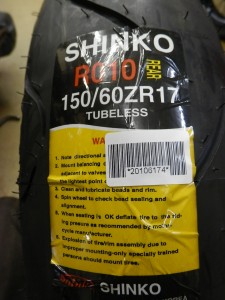 SHINKO
R010 REAR
150/60ZR17
TUBELESS
WA
1. Note directional a
2. Mount balancing
adjacent to valve
the lightest point
*20106174*
3. Clean and lubricate beads and rim.
4. Spin wheel to check bead sealing and
alignment.
5. When sealing is OK deflate tire to the rid-
ing pressure as recommended by motor-
cycle manufacturer.
6. Explosion of tire/rim assembly due to
improper mounting-only specially trained
persons should mount tires.
SHINKO